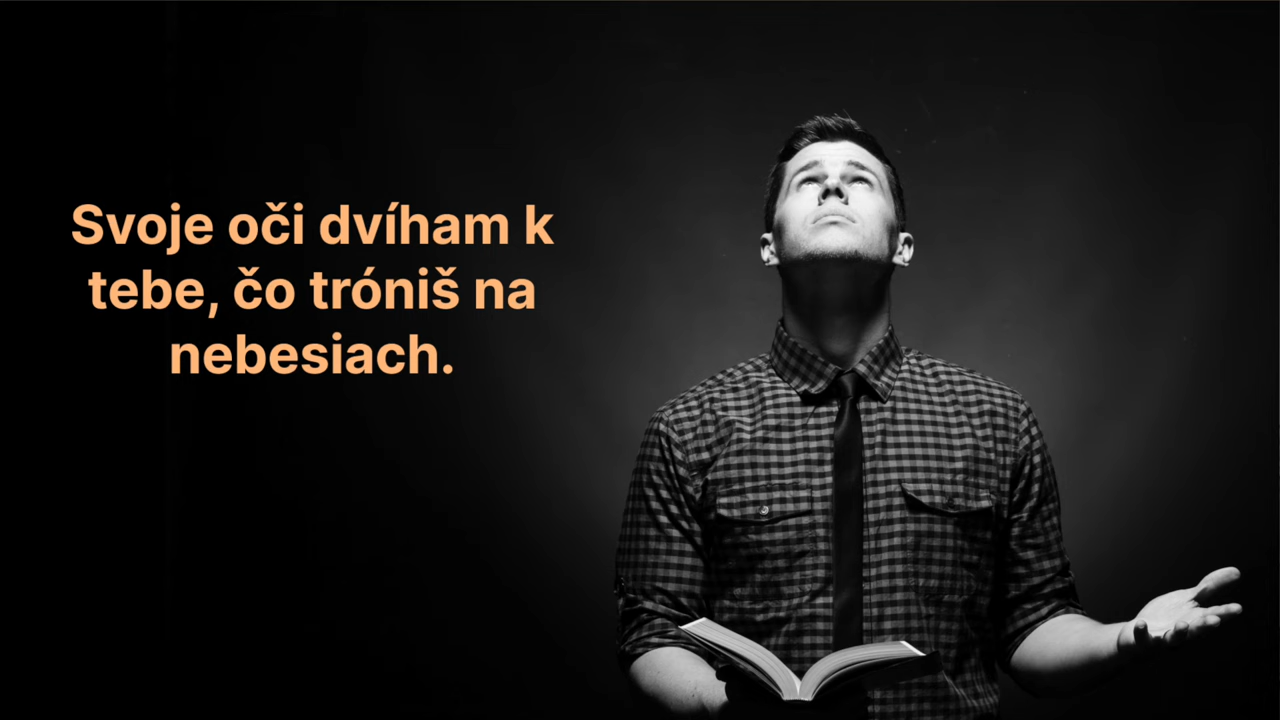 Svoje oči dvíham k
tebe, čo tróniš na
nebesiach.